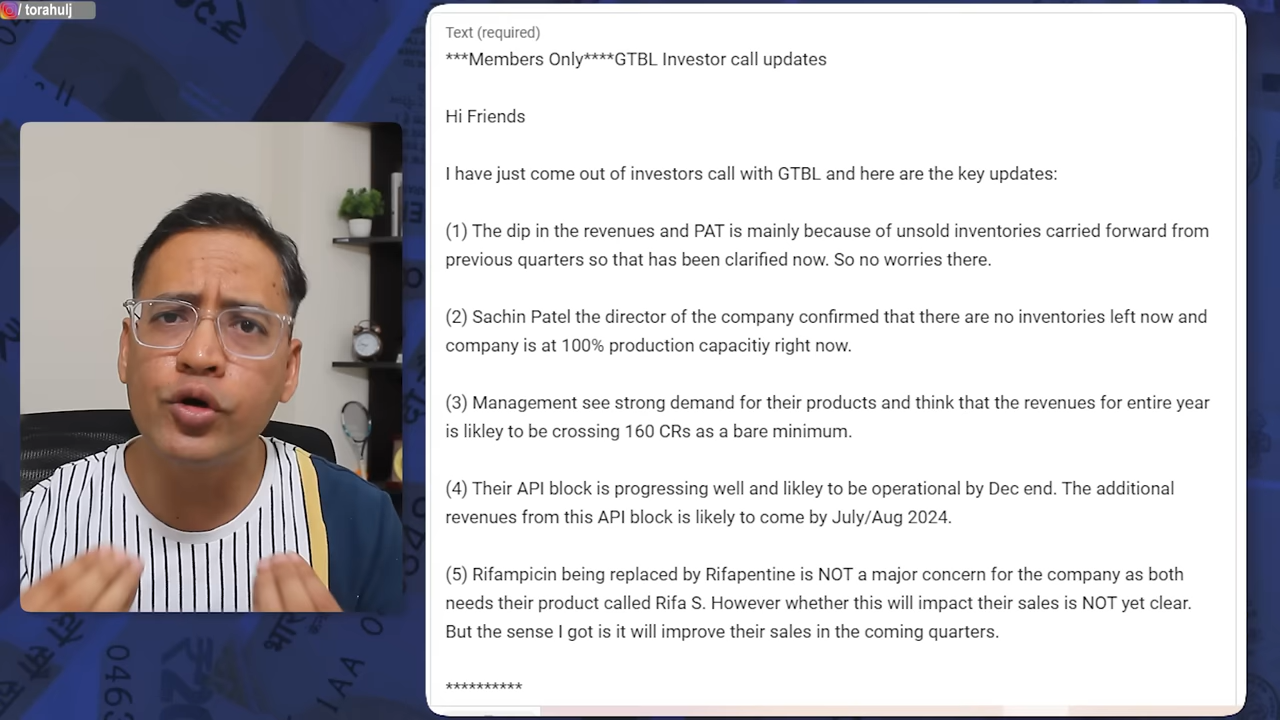 / torahulj
Text (required)
***Members Only****GTBL Investor call updates
Hi Friends
I have just come out of investors call with GTBL and here are the key updates:
(1) The dip in the revenues and PAT is mainly because of unsold inventories carried forward from
previous quarters so that has been clarified now. So no worries there.
(2) Sachin Patel the director of the company confirmed that there are no inventories left now and
company is at 100% production capacitiy right now.
(3) Management see strong demand for their products and think that the revenues for entire year
is likley to be crossing 160 CRs as a bare minimum.
(4) Their API block is progressing well and likley to be operational by Dec end. The additional
revenues from this API block is likely to come by July/Aug 2024.
(5) Rifampicin being replaced by Rifapentine is NOT a major concern for the company as both
needs their product called Rifa S. However whether this will impact their sales is NOT yet clear.
But the sense I got is it will improve their sales in the coming quarters.
**********